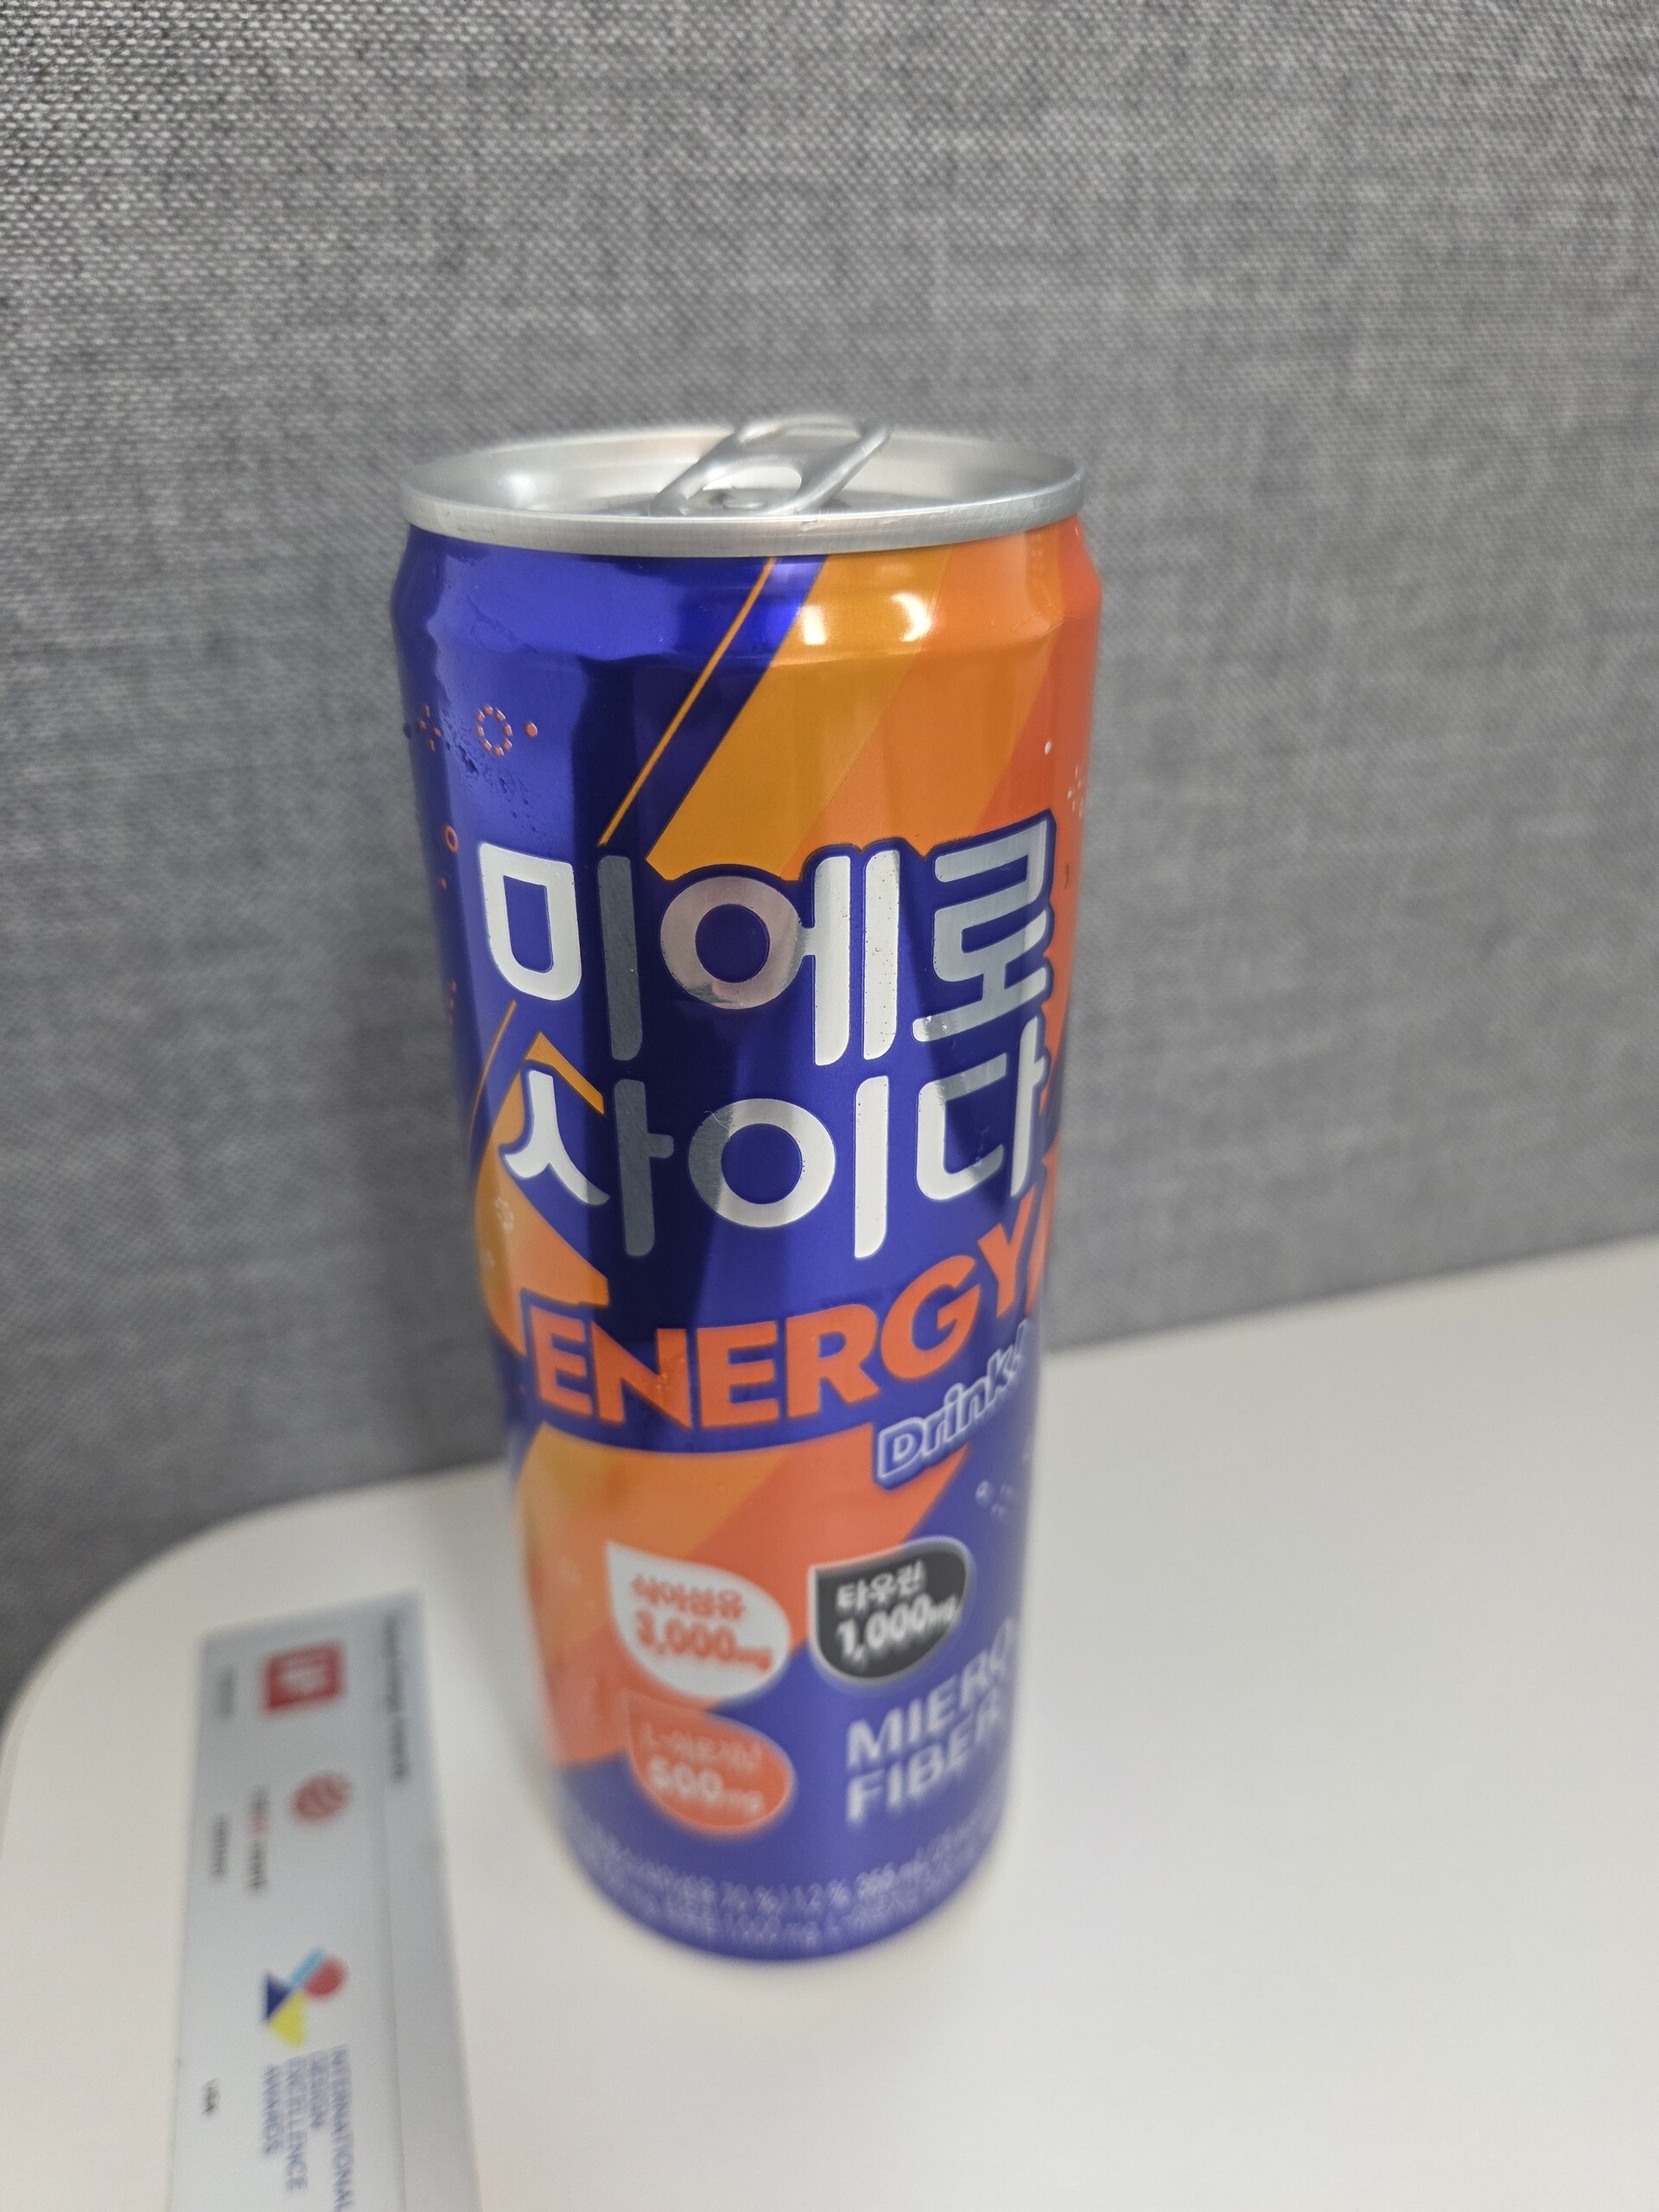 미에로
사이다
ENERGY
Drink!
식이섬유
3,000mg
타우린
1,000mg
L-아르기닌
500mg
MIERO
FIBER
INTERNATIONAL
DESIGN
EXCELLENCE
AWARDS
USA